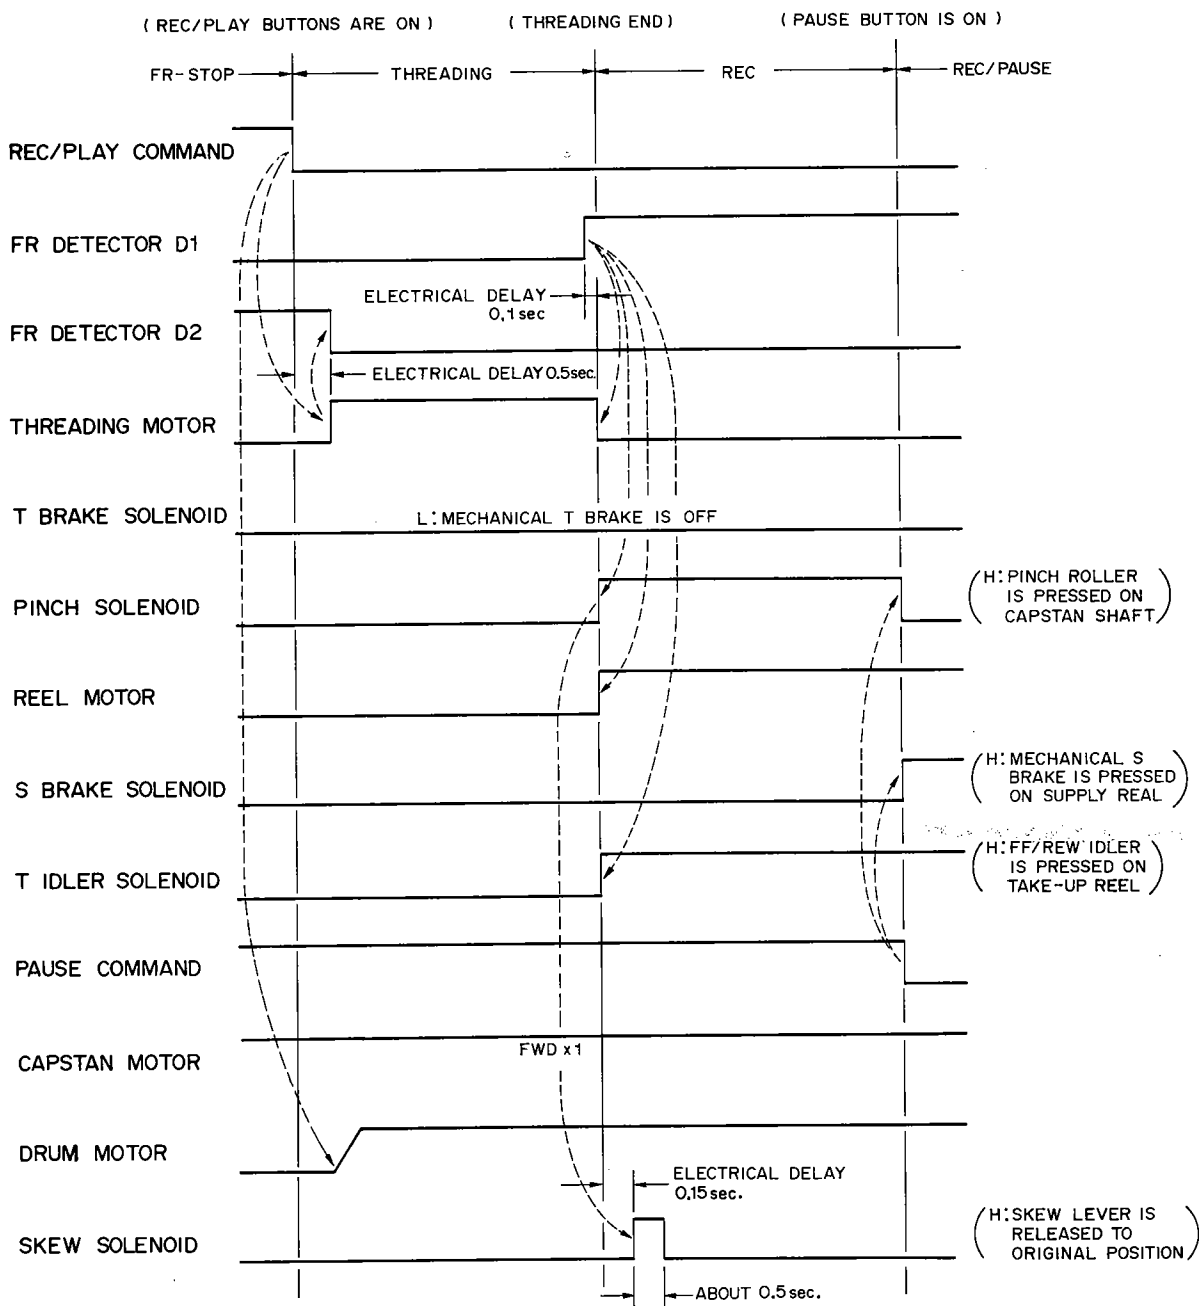 ( REC/PLAY BUTTONS ARE ON )
( THREADING END )
( PAUSE BUTTON IS ON )
FR-STOP
THREADING
REC
REC/PAUSE
REC/PLAY COMMAND
FR DETECTOR D1
ELECTRICAL DELAY
0.1sec
FR DETECTOR D2
ELECTRICAL DELAY 0.5sec.
THREADING MOTOR
T BRAKE SOLENOID
L:MECHANICAL T BRAKE IS OFF
PINCH SOLENOID
(H:PINCH ROLLER
IS PRESSED ON
CAPSTAN SHAFT)
REEL MOTOR
S BRAKE SOLENOID
(H:MECHANICAL S
BRAKE IS PRESSED
ON SUPPLY REAL)
T IDLER SOLENOID
(H:FF/REW IDLER
IS PRESSED ON
TAKE-UP REEL)
PAUSE COMMAND
CAPSTAN MOTOR
FWD x1
DRUM MOTOR
ELECTRICAL DELAY
0.15sec.
SKEW SOLENOID
(H:SKEW LEVER IS
RELEASED TO
ORIGINAL POSITION)
ABOUT 0.5sec.